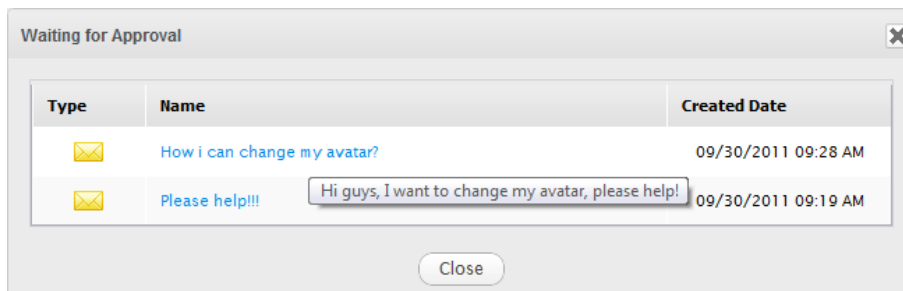 Waiting for Approval
Type Name Created Date
How i can change my avatar? 09/30/2011 09:28 AM
Hi guys, I want to change my avatar, please help!
Please help!!! 09/30/2011 09:19 AM
Close